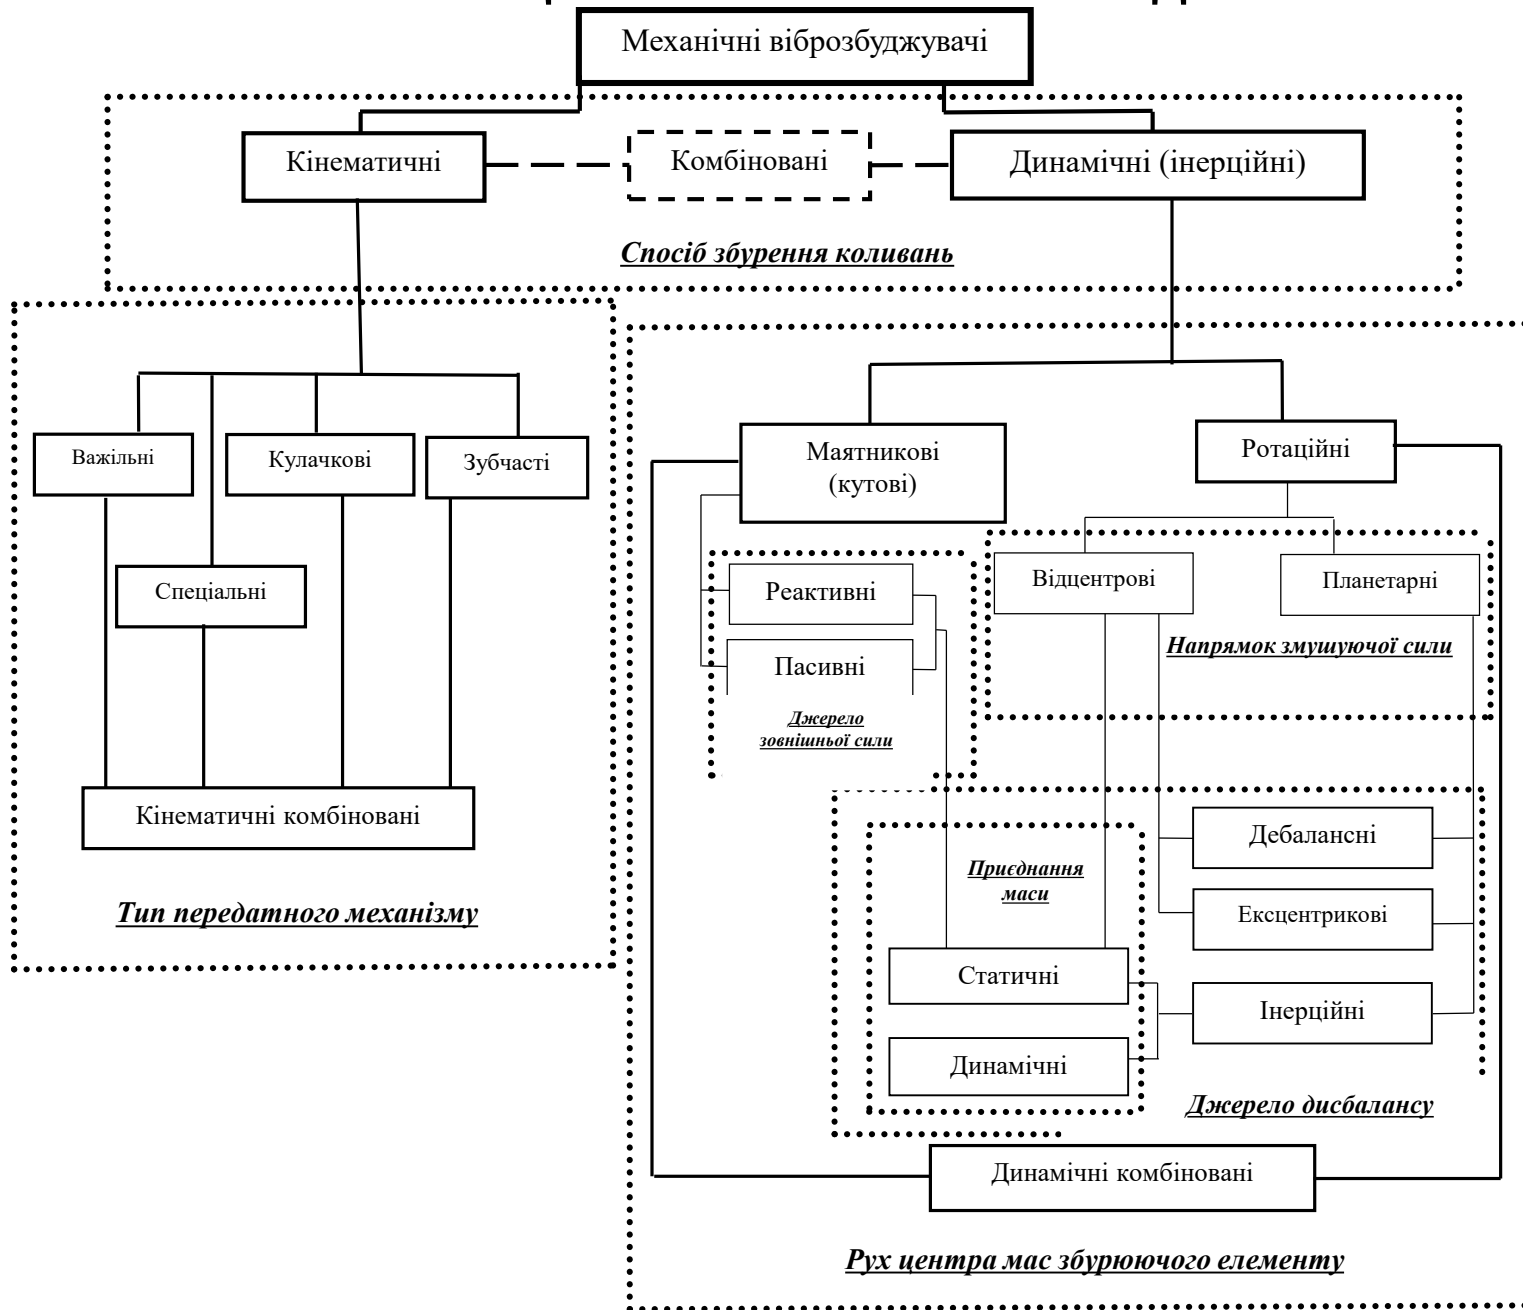 Механічні віброзбуджувачі
Кінематичні
Комбіновані
Динамічні (інерційні)
Спосіб збурення коливань
Важільні
Кулачкові
Зубчасті
Спеціальні
Кінематичні комбіновані
Тип передатного механізму
Маятникові
(кутові)
Ротаційні
Реактивні
Пасивні
Джерело
зовнішньої сили
Відцентрові
Планетарні
Напрямок змушуючої сили
Приєднання
маси
Дебалансні
Ексцентрикові
Статичні
Інерційні
Динамічні
Джерело дисбалансу
Динамічні комбіновані
Рух центра мас збурюючого елементу